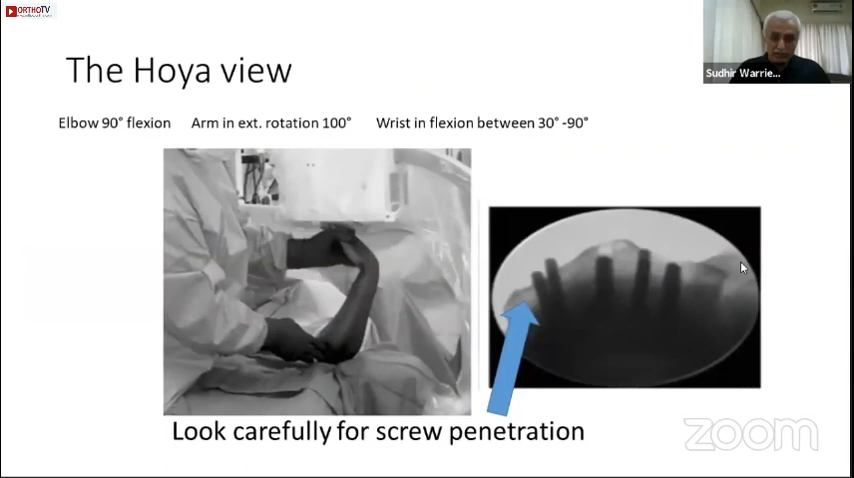 ORTHOTV
The Hoya view
Sudhir Warrie...
Elbow 90° flexion Arm in ext. rotation 100° Wrist in flexion between 30° -90°
Look carefully for screw penetration
zoom